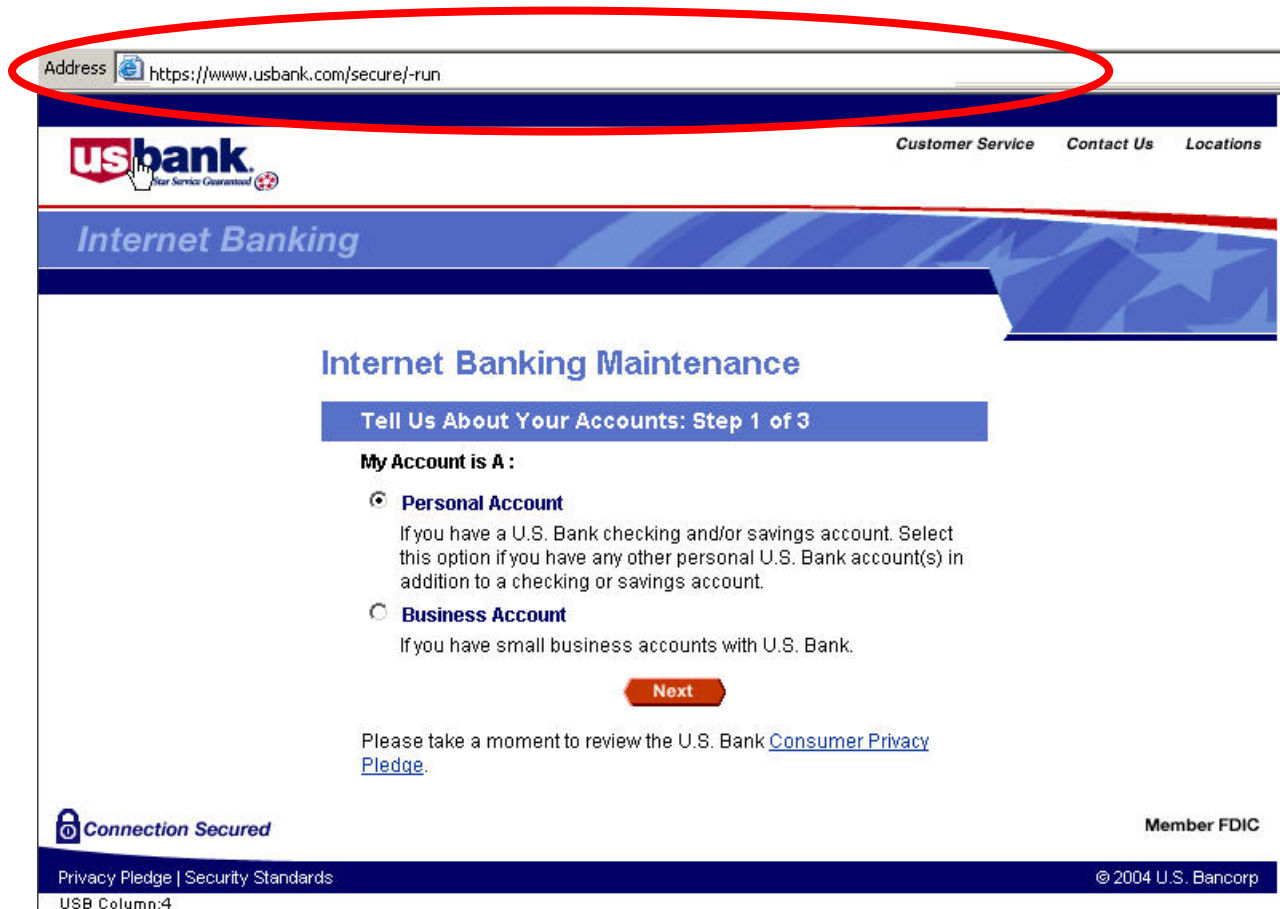 Address https://www.usbank.com/secure/-run
usbank.
Star Service Guaranteed
Customer Service Contact Us Locations
Internet Banking
Internet Banking Maintenance
Tell Us About Your Accounts: Step 1 of 3
My Account is A :
Personal Account
If you have a U.S. Bank checking and/or savings account. Select
this option if you have any other personal U.S. Bank account(s) in
addition to a checking or savings account.
Business Account
If you have small business accounts with U.S. Bank.
Next
Please take a moment to review the U.S. Bank Consumer Privacy
Pledge.
Connection Secured
Member FDIC
Privacy Pledge | Security Standards
© 2004 U.S. Bancorp
USB Column:4